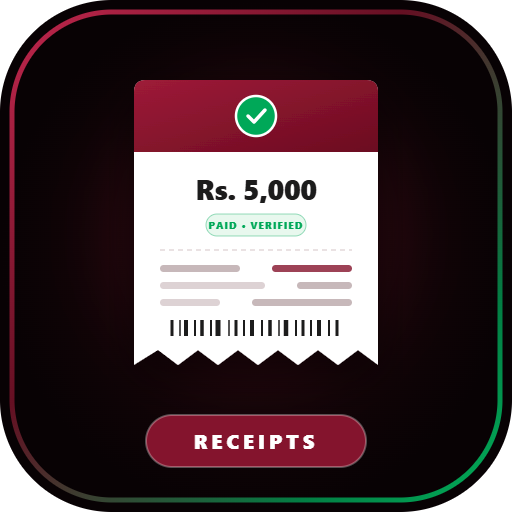 Rs. 5,000
PAID • VERIFIED
RECEIPTS